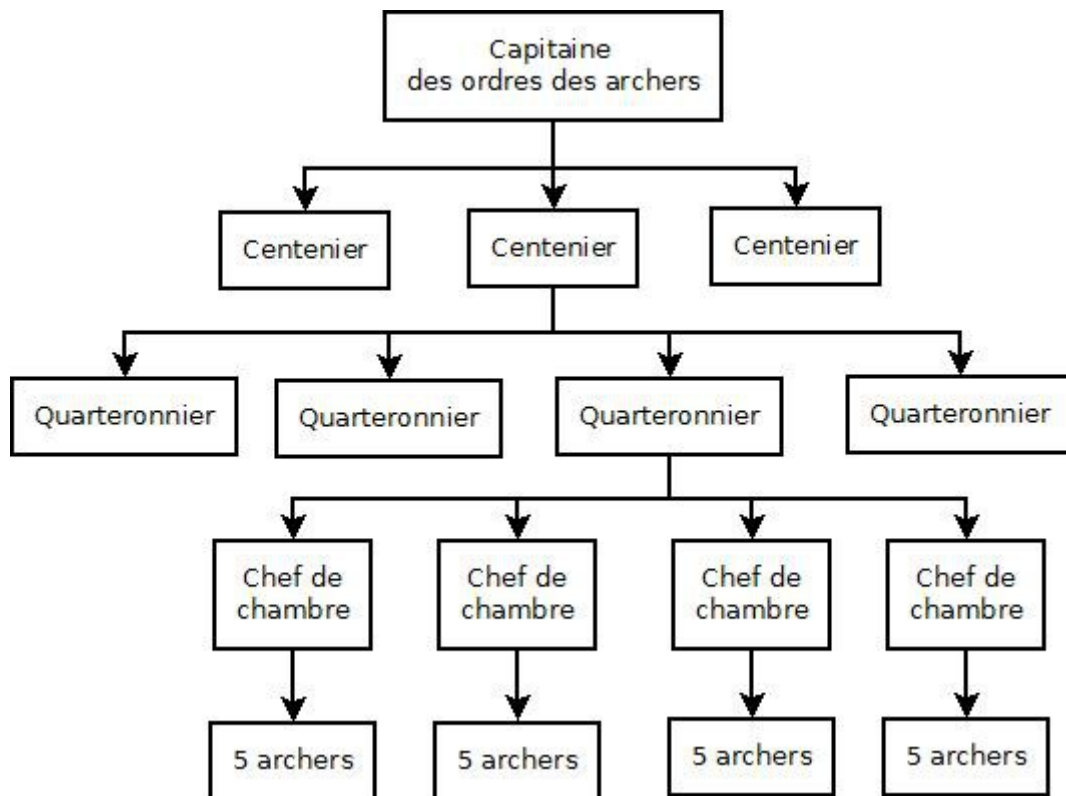 Capitaine
des ordres des archers
Centenier
Centenier
Centenier
Quarteronnier
Quarteronnier
Quarteronnier
Quarteronnier
Chef de
chambre
Chef de
chambre
Chef de
chambre
Chef de
chambre
5 archers
5 archers
5 archers
5 archers